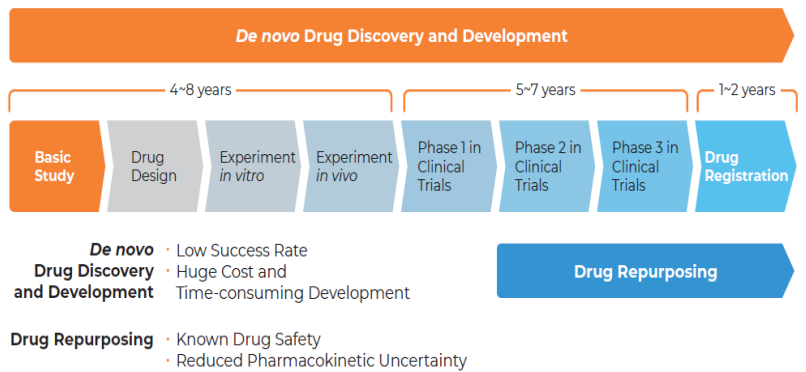 De novo Drug Discovery and Development
4~8 years
5~7 years
1~2 years
Basic
Study
Drug
Design
Experiment
in vitro
Experiment
in vivo
Phase 1 in
Clinical
Trials
Phase 2 in
Clinical
Trials
Phase 3 in
Clinical
Trials
Drug
Registration
De novo
Drug Discovery
and Development
· Low Success Rate
· Huge Cost and
Time-consuming Development
Drug Repurposing
Drug Repurposing
· Known Drug Safety
· Reduced Pharmacokinetic Uncertainty